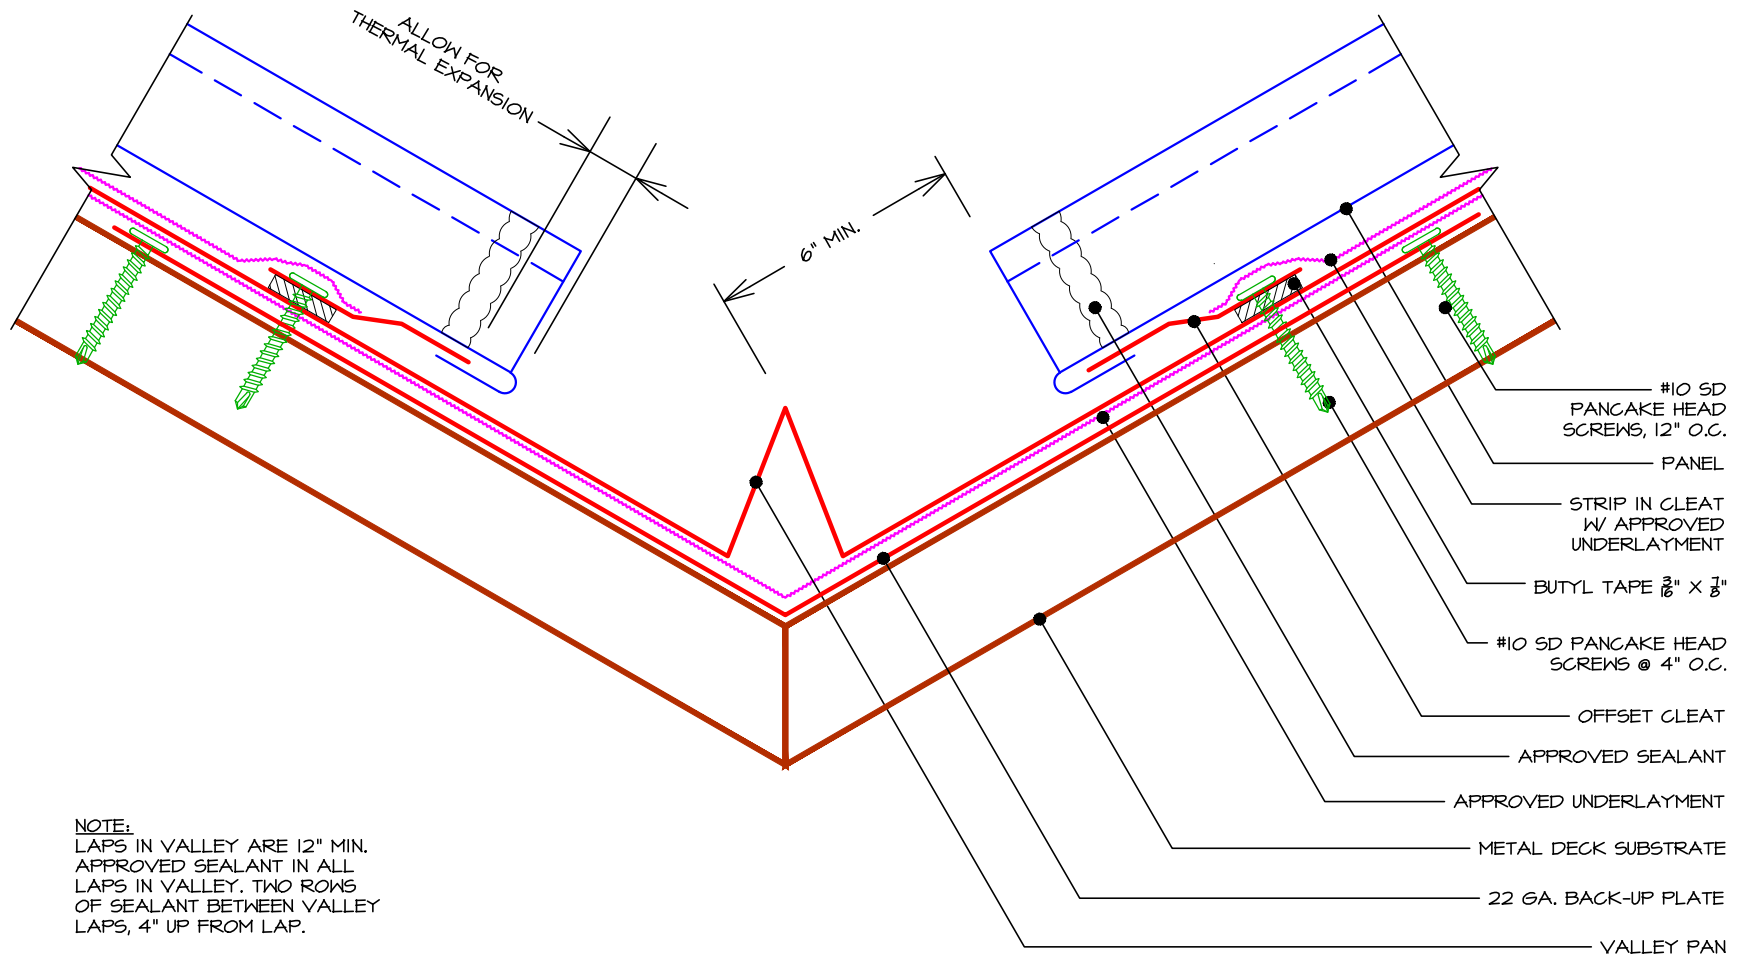 ALLOW FOR
THERMAL EXPANSION
6" MIN.
#10 SD
PANCAKE HEAD
SCREWS, 12" O.C.
PANEL
STRIP IN CLEAT
W/ APPROVED
UNDERLAYMENT
BUTYL TAPE 3/16" X 7/8"
#10 SD PANCAKE HEAD
SCREWS @ 4" O.C.
OFFSET CLEAT
APPROVED SEALANT
APPROVED UNDERLAYMENT
METAL DECK SUBSTRATE
22 GA. BACK-UP PLATE
VALLEY PAN
NOTE:
LAPS IN VALLEY ARE 12" MIN.
APPROVED SEALANT IN ALL
LAPS IN VALLEY. TWO ROWS
OF SEALANT BETWEEN VALLEY
LAPS, 4" UP FROM LAP.